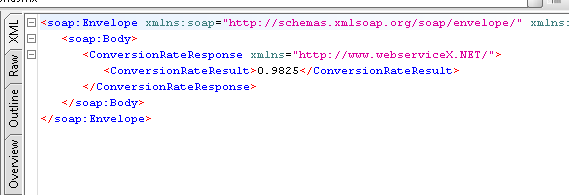 XML
Raw
Outline
Overview
<soap:Envelope xmlns:soap="http://schemas.xmlsoap.org/soap/envelope/" xmlns:
<soap:Body>
<ConversionRateResponse xmlns="http://www.webserviceX.NET/">
<ConversionRateResult>0.9825</ConversionRateResult>
</ConversionRateResponse>
</soap:Body>
</soap:Envelope>